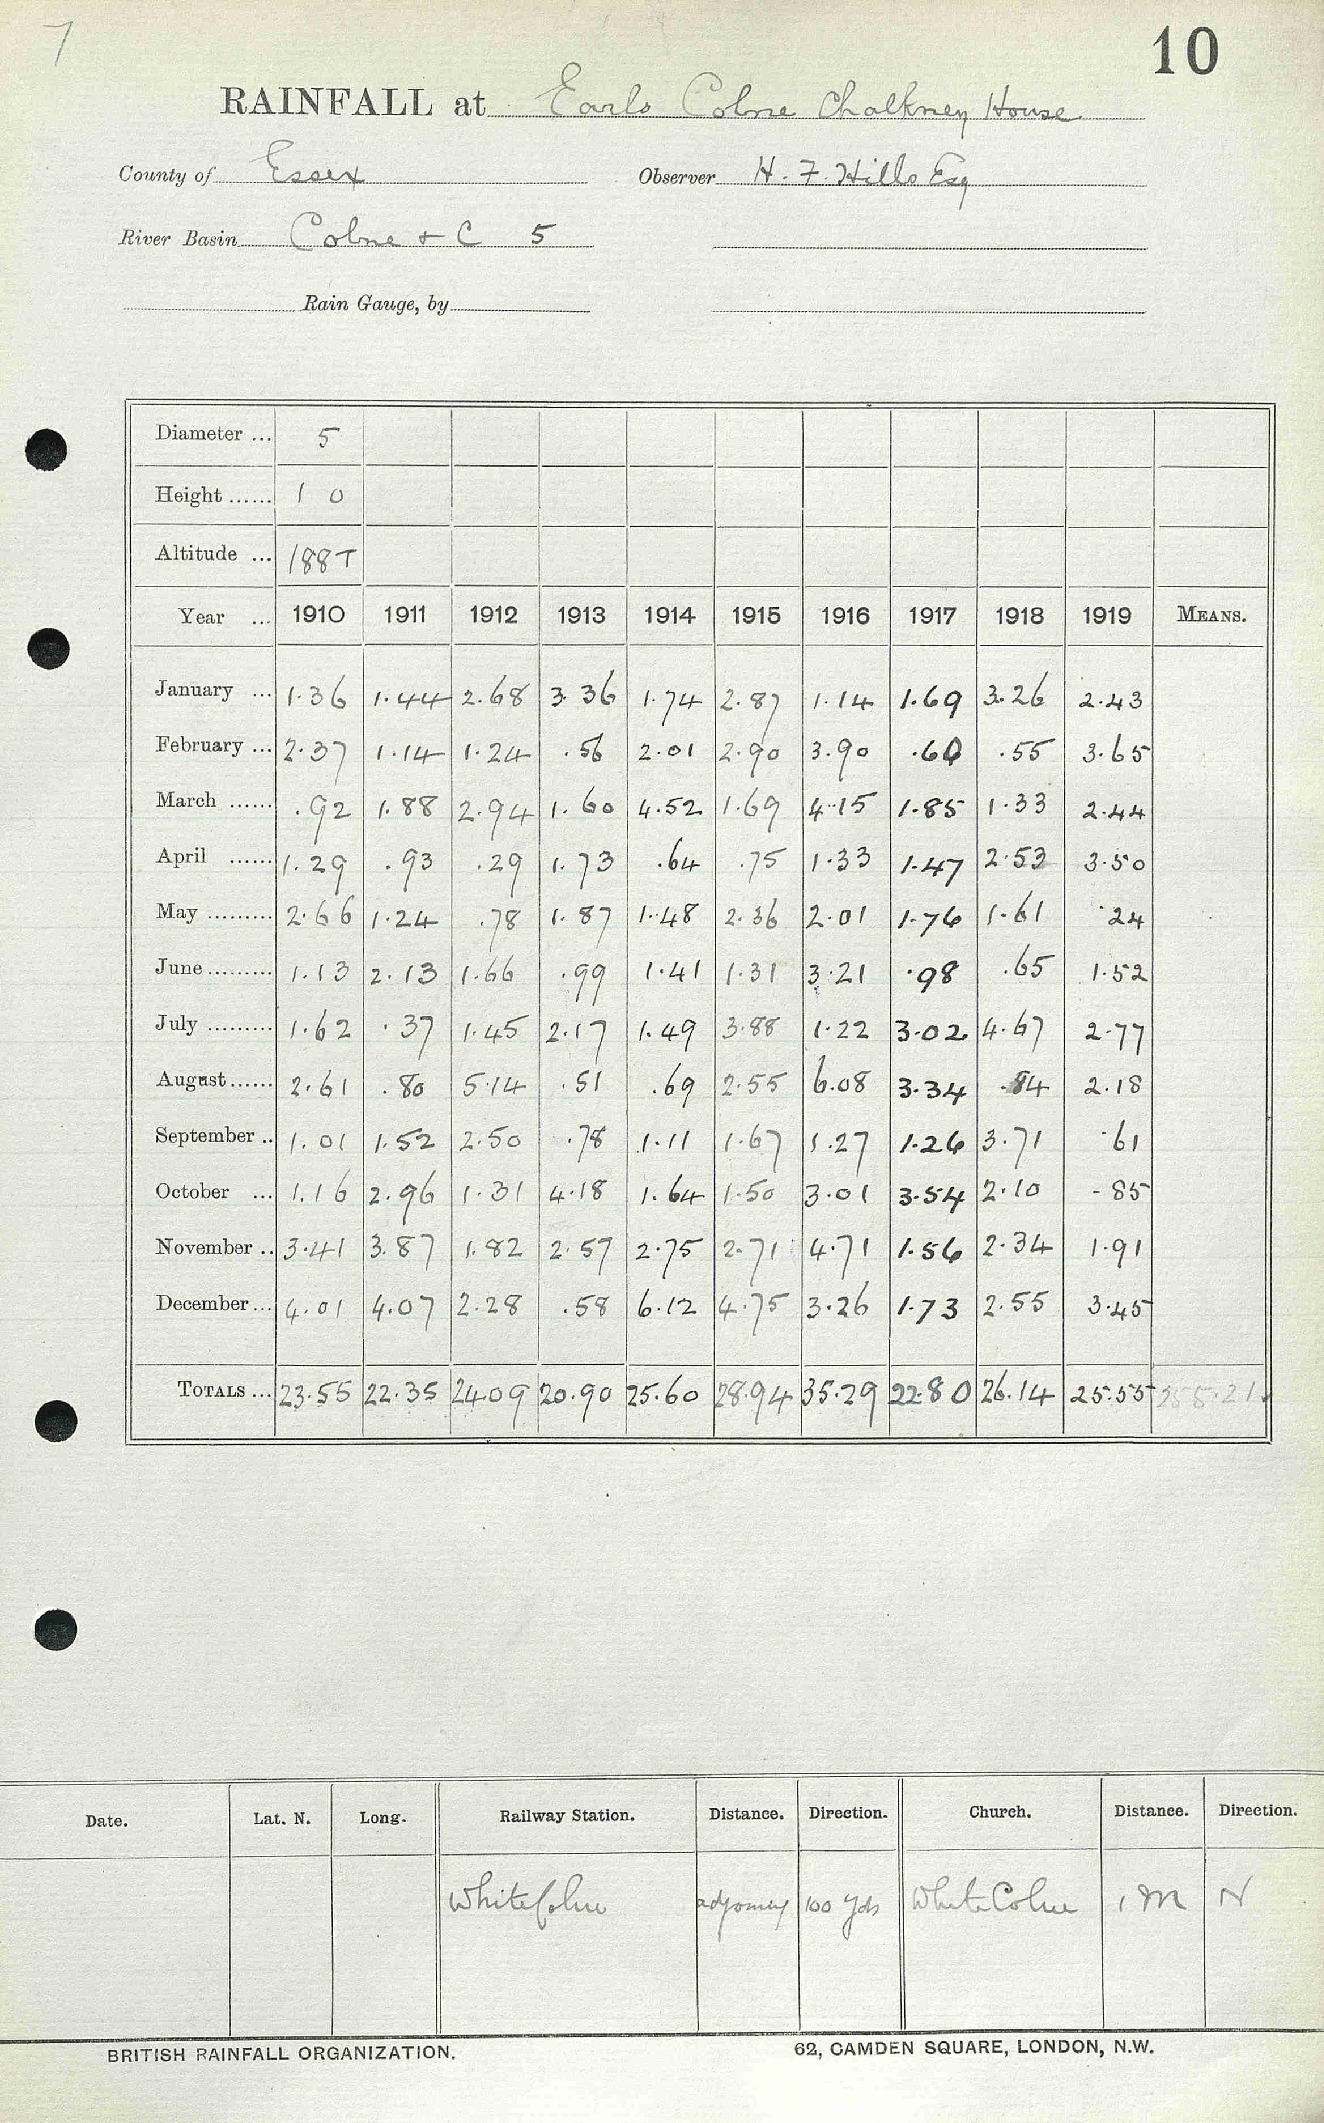 7
10
RAINFALL at Earls Colne Chalkney House
County of Essex Observer H. F. Hills Esq
River Basin Colne + C 5
Rain Gauge, by
Diameter ... 5
Height ...... 1 0
Altitude ... 188T
Year ... 1910 1911 1912 1913 1914 1915 1916 1917 1918 1919 MEANS.
January ... 1.36 1.44 2.68 3.36 1.74 2.87 1.14 1.69 3.26 2.43
February ... 2.37 1.14 1.24 .56 2.01 2.90 3.90 .60 .55 3.65
March ...... .92 1.88 2.94 1.60 4.52 1.69 4.15 1.85 1.33 2.44
April ...... 1.29 .93 .29 1.73 .64 .75 1.33 1.47 2.53 3.50
May ......... 2.66 1.24 .78 1.87 1.48 2.36 2.01 1.76 1.61 .24
June ......... 1.13 2.13 1.66 .99 1.41 1.31 3.21 .98 .65 1.52
July ......... 1.62 .37 1.45 2.17 1.49 3.88 1.22 3.02 4.67 2.77
August ...... 2.61 .80 5.14 .51 .69 2.55 6.08 3.34 .84 2.18
September .. 1.01 1.52 2.50 .78 1.11 1.67 1.27 1.26 3.71 .61
October ... 1.16 2.96 1.31 4.18 1.64 1.50 3.01 3.54 2.10 .85
November .. 3.41 3.87 1.82 2.57 2.75 2.71 4.71 1.56 2.34 1.91
December ... 4.01 4.07 2.28 .58 6.12 4.75 3.26 1.73 2.55 3.45
TOTALS ... 23.55 22.35 24.09 20.90 25.60 28.94 35.29 22.80 26.14 25.55 255.21
Date. Lat. N. Long. Railway Station. Distance. Direction. Church. Distance. Direction.
White Colne adjoining 100 yds White Colne 1 M N
BRITISH RAINFALL ORGANIZATION. 62, CAMDEN SQUARE, LONDON, N.W.